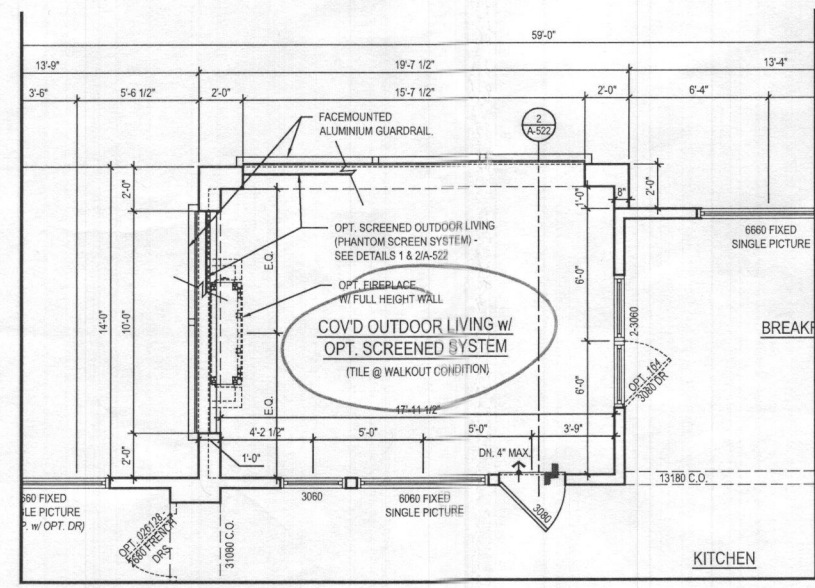 59'-0"
13'-9"
19'-7 1/2"
13'-4"
3'-6"
5'-6 1/2"
2'-0"
15'-7 1/2"
2'-0"
6'-4"
FACEMOUNTED
ALUMINIUM GUARDRAIL.
2
A-522
2'-0"
14'-0"
10'-0"
2'-0"
1'-0"
8"
2'-0"
OPT. SCREENED OUTDOOR LIVING
(PHANTOM SCREEN SYSTEM) -
SEE DETAILS 1 & 2/A-522
6660 FIXED
SINGLE PICTURE
E.Q.
6'-0"
OPT. FIREPLACE
W/ FULL HEIGHT WALL
COV'D OUTDOOR LIVING w/
OPT. SCREENED SYSTEM
(TILE @ WALKOUT CONDITION)
2-3060
BREAKF
OPT. 164
3080 DR.
E.Q.
6'-0"
17'-11 1/2"
4'-2 1/2"
5'-0"
5'-0"
3'-9"
1'-0"
DN. 4" MAX.
13180 C.O.
660 FIXED
LE PICTURE
P. w/ OPT. DR)
3060
6060 FIXED
SINGLE PICTURE
3080
OPT. 026128 -
2680 FRENCH
DRS.
31080 C.O.
KITCHEN